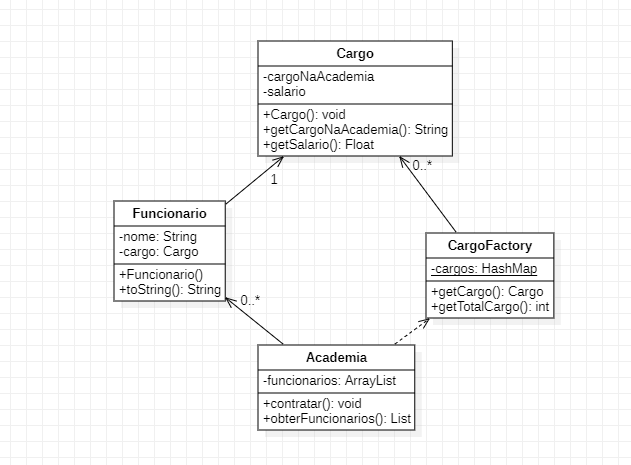 Cargo
-cargoNaAcademia
-salario
+Cargo(): void
+getCargoNaAcademia(): String
+getSalario(): Float
1
0..*
Funcionario
-nome: String
-cargo: Cargo
+Funcionario()
+toString(): String
CargoFactory
-cargos: HashMap
+getCargo(): Cargo
+getTotalCargo(): int
0..*
Academia
-funcionarios: ArrayList
+contratar(): void
+obterFuncionarios(): List